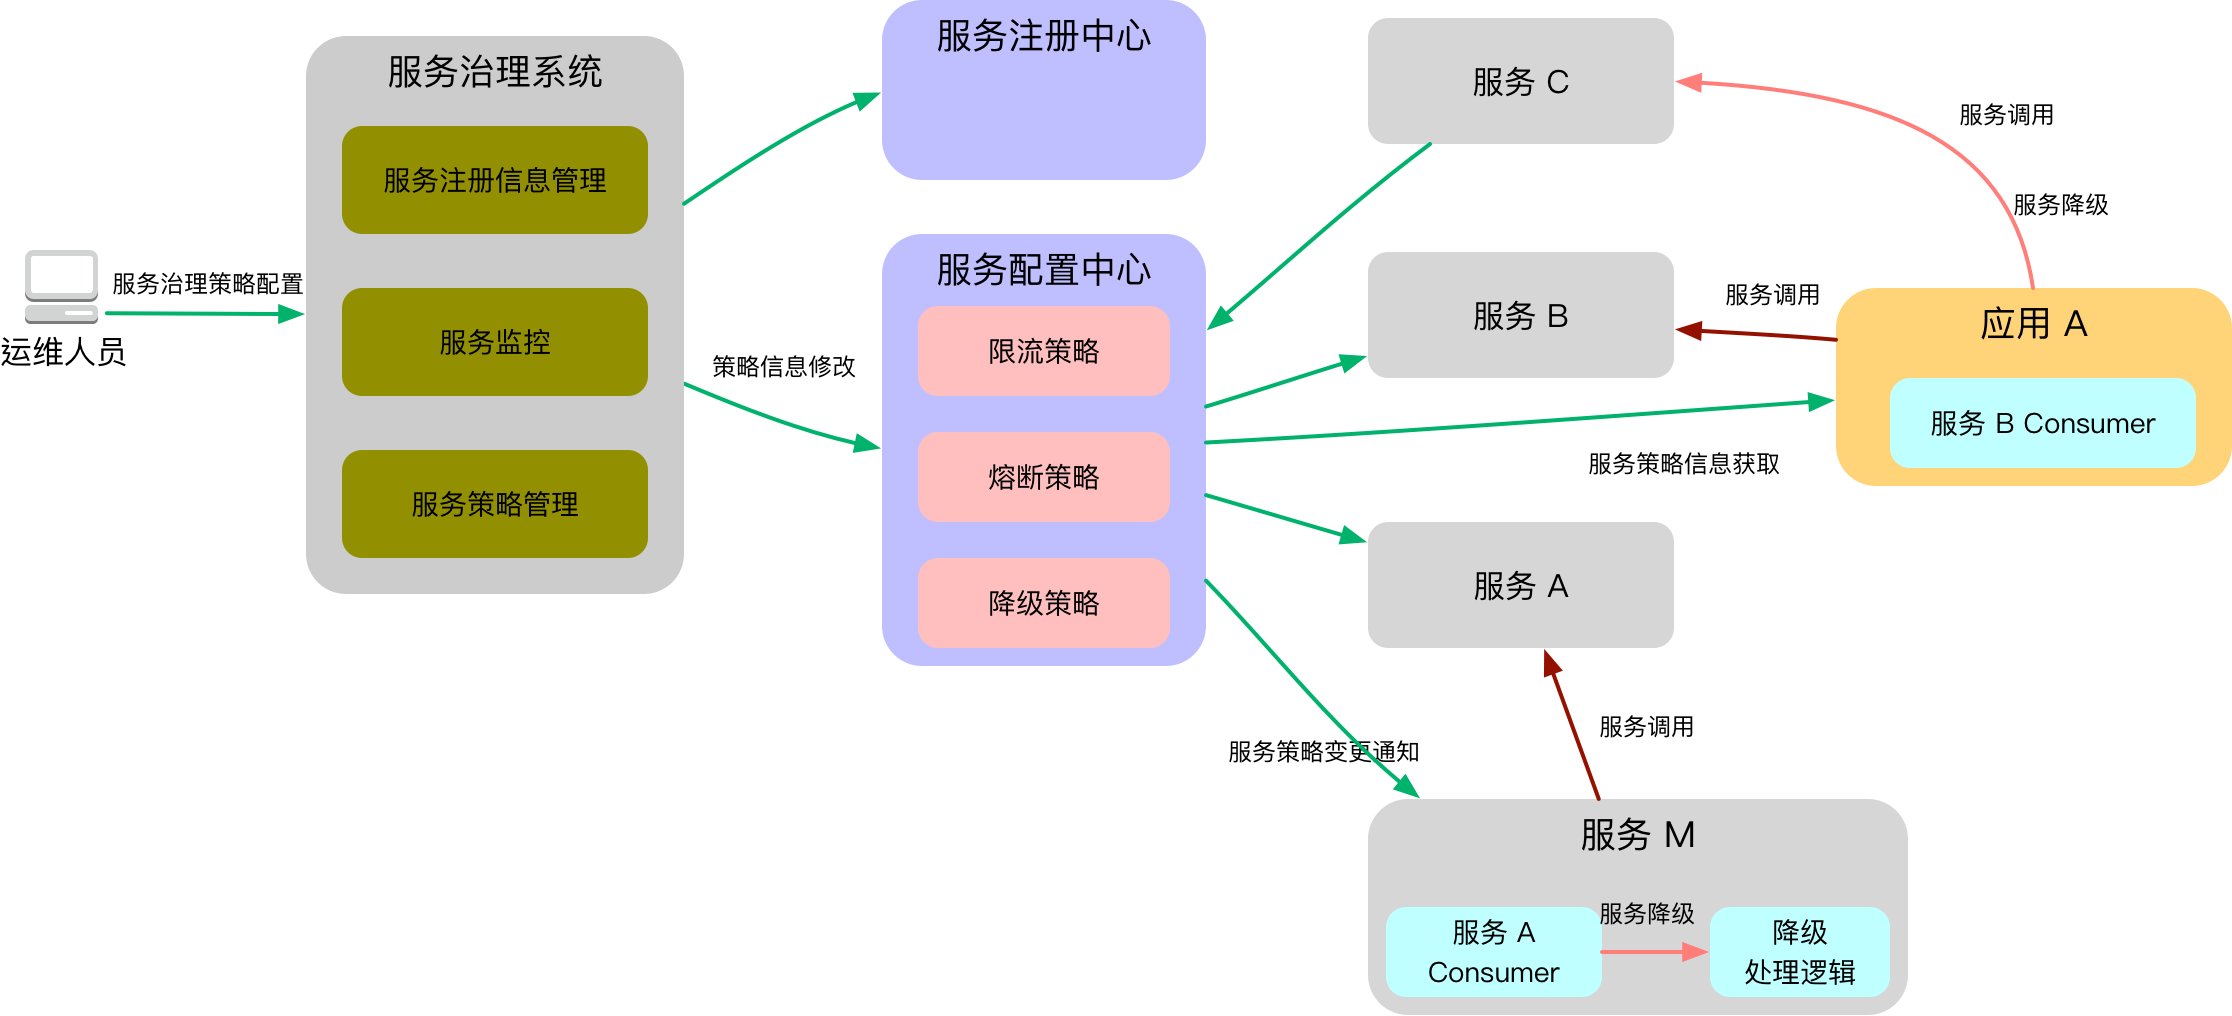 运维人员
服务治理策略配置
服务治理系统
服务注册信息管理
服务监控
服务策略管理
策略信息修改
服务注册中心
服务配置中心
限流策略
熔断策略
降级策略
服务 C
服务 B
服务 A
服务调用
服务降级
服务调用
应用 A
服务 B Consumer
服务策略信息获取
服务策略变更通知
服务调用
服务 M
服务 A
Consumer
服务降级
降级
处理逻辑